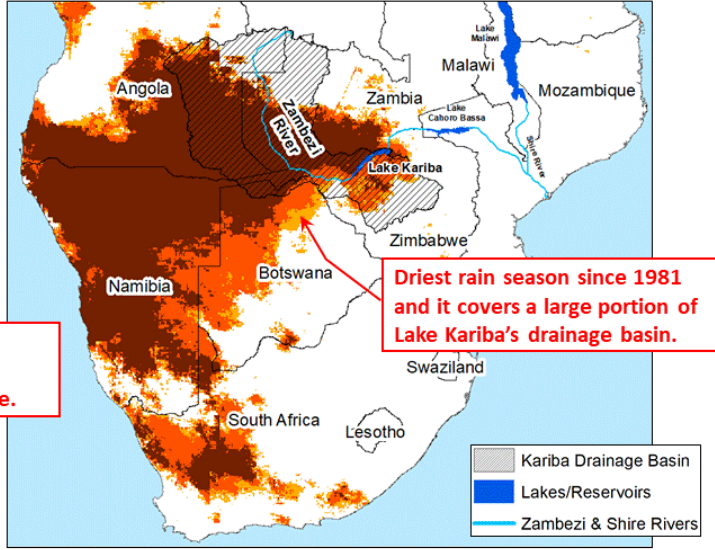 Lake
Malawi
Malawi
Angola
Mozambique
Zambia
Lake
Cahoro Bassa
Zambezi
River
Shire River
Lake Kariba
Zimbabwe
Botswana
Namibia
Driest rain season since 1981
and it covers a large portion of
Lake Kariba’s drainage basin.
Swaziland
e.
South Africa
Lesotho
Kariba Drainage Basin
Lakes/Reservoirs
Zambezi & Shire Rivers